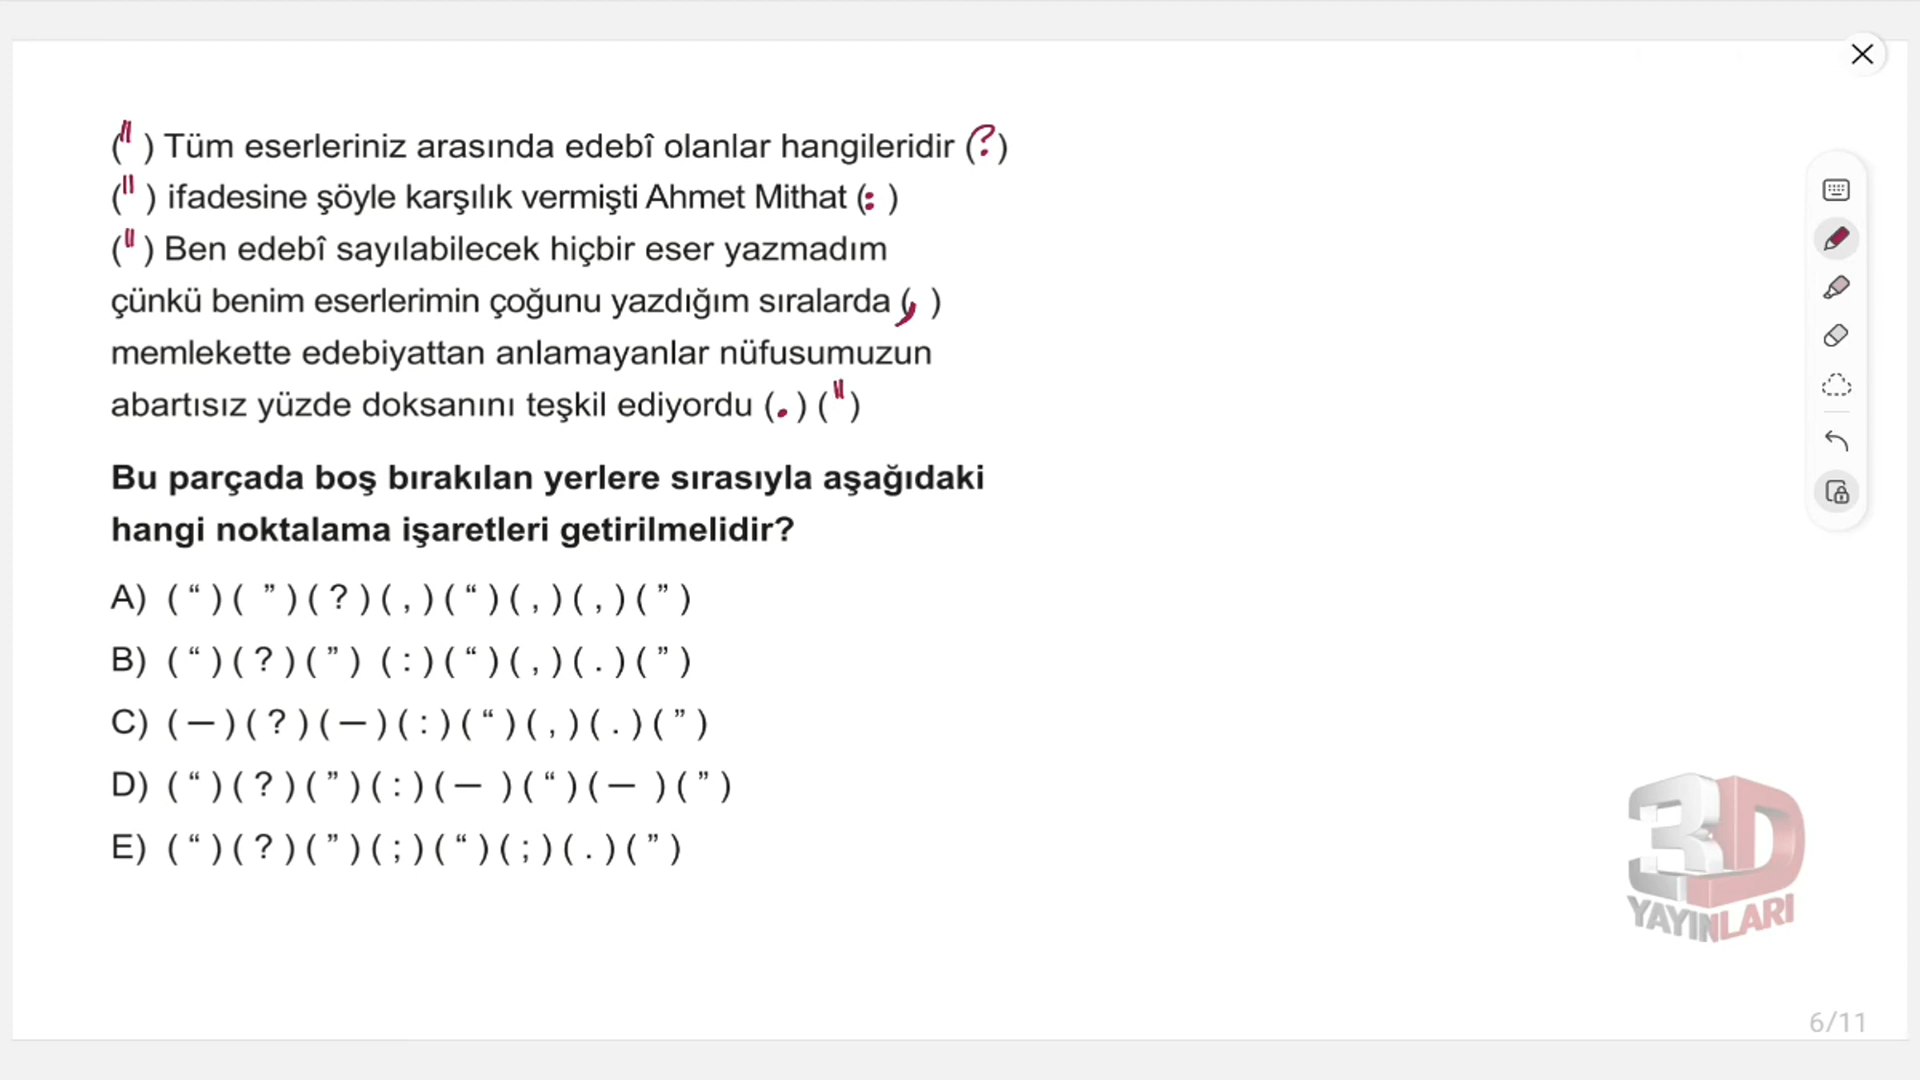 (" ) Tüm eserleriniz arasında edebî olanlar hangileridir (?)
(" ) ifadesine şöyle karşılık vermişti Ahmet Mithat (: )
(" ) Ben edebî sayılabilecek hiçbir eser yazmadım
çünkü benim eserlerimin çoğunu yazdığım sıralarda (, )
memlekette edebiyattan anlamayanlar nüfusumuzun
abartısız yüzde doksanını teşkil ediyordu (. ) (" )
Bu parçada boş bırakılan yerlere sırasıyla aşağıdaki
hangi noktalama işaretleri getirilmelidir?
A) ( “ ) ( ” ) ( ? ) ( , ) ( “ ) ( , ) ( , ) ( ” )
B) ( “ ) ( ? ) ( ” ) ( : ) ( “ ) ( , ) ( . ) ( ” )
C) ( — ) ( ? ) ( — ) ( : ) ( “ ) ( , ) ( . ) ( ” )
D) ( “ ) ( ? ) ( ” ) ( : ) ( — ) ( “ ) ( — ) ( ” )
E) ( “ ) ( ? ) ( ” ) ( ; ) ( “ ) ( ; ) ( . ) ( ” )
3D
YAYINLARI
6/11